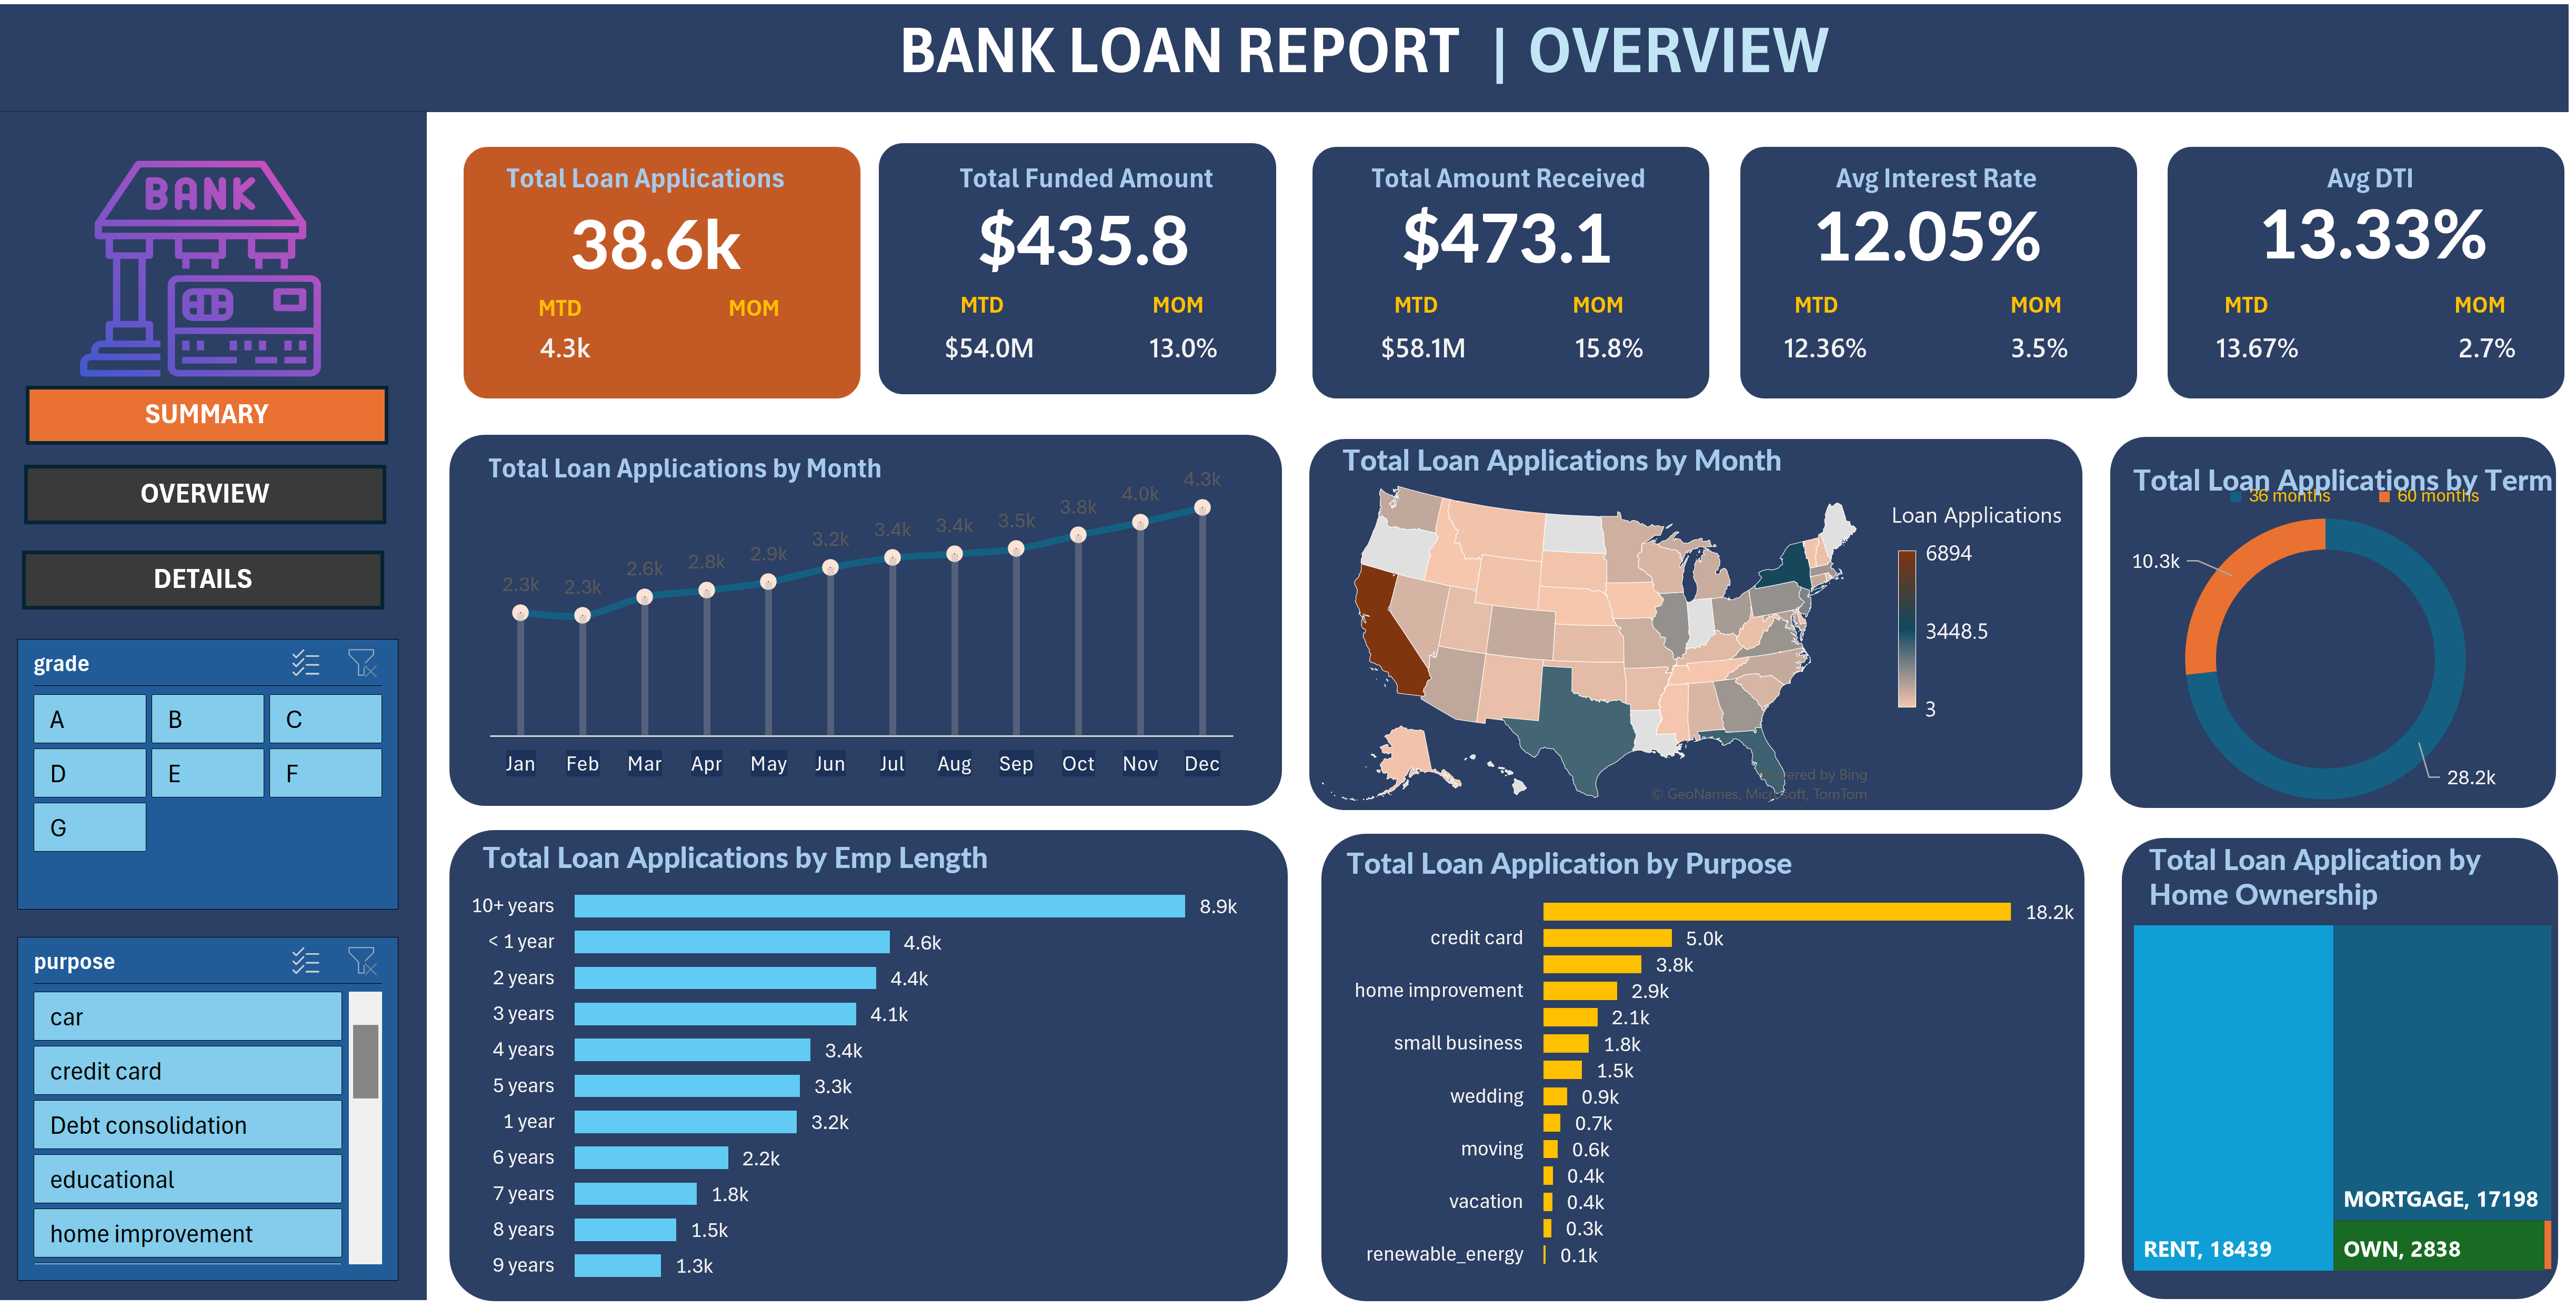 BANK LOAN REPORT | OVERVIEW
BANK
SUMMARY
OVERVIEW
DETAILS
grade
A B C
D E F
G
purpose
car
credit card
Debt consolidation
educational
home improvement
Total Loan Applications
38.6k
MTD MOM
4.3k
Total Funded Amount
$435.8
MTD MOM
$54.0M 13.0%
Total Amount Received
$473.1
MTD MOM
$58.1M 15.8%
Avg Interest Rate
12.05%
MTD MOM
12.36% 3.5%
Avg DTI
13.33%
MTD MOM
13.67% 2.7%
Total Loan Applications by Month
2.3k 2.3k 2.6k 2.8k 2.9k 3.2k 3.4k 3.4k 3.5k 3.8k 4.0k 4.3k
Jan Feb Mar Apr May Jun Jul Aug Sep Oct Nov Dec
Total Loan Applications by Month
Loan Applications
6894
3448.5
3
by Bing
© GeoNames, Microsoft, TomTom
Total Loan Applications by Term
36 months 60 months
10.3k
28.2k
Total Loan Applications by Emp Length
10+ years 8.9k
< 1 year 4.6k
2 years 4.4k
3 years 4.1k
4 years 3.4k
5 years 3.3k
1 year 3.2k
6 years 2.2k
7 years 1.8k
8 years 1.5k
9 years 1.3k
Total Loan Application by Purpose
18.2k
credit card 5.0k
3.8k
home improvement 2.9k
2.1k
small business 1.8k
1.5k
wedding 0.9k
0.7k
moving 0.6k
0.4k
vacation 0.4k
0.3k
renewable_energy 0.1k
Total Loan Application by
Home Ownership
MORTGAGE, 17198
RENT, 18439
OWN, 2838